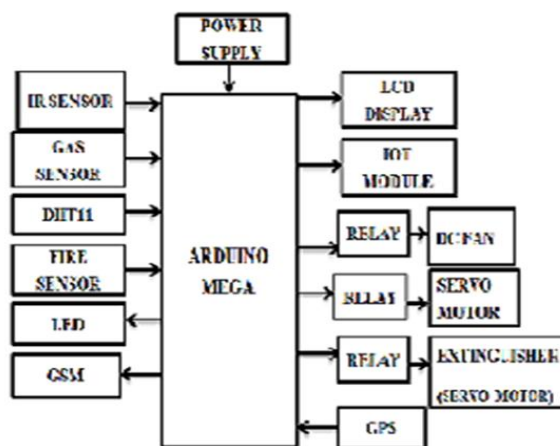 POWER
SUPPLY
IR SENSOR
GAS
SENSOR
DHT11
FIRE
SENSOR
LED
GSM
ARDUINO
MEGA
LCD
DISPLAY
IOT
MODULE
RELAY
DC FAN
RELAY
SERVO
MOTOR
RELAY
EXTINGUISHER
(SERVO MOTOR)
GPS